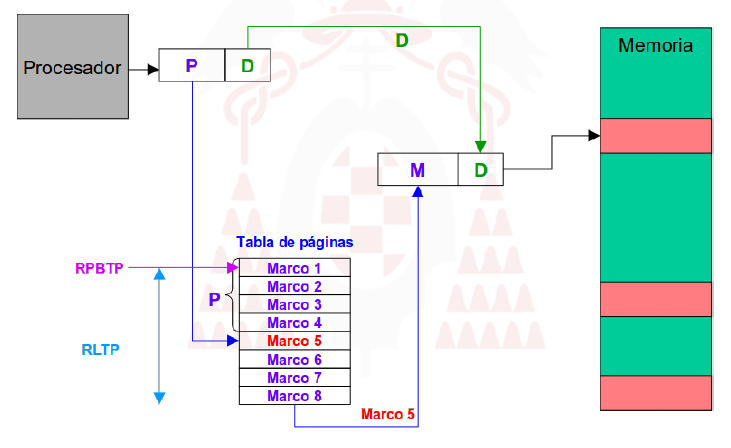 D
Procesador
P D
Memoria
M D
Tabla de páginas
RPBTP
Marco 1
Marco 2
P
Marco 3
Marco 4
Marco 5
RLTP
Marco 6
Marco 7
Marco 8
Marco 5